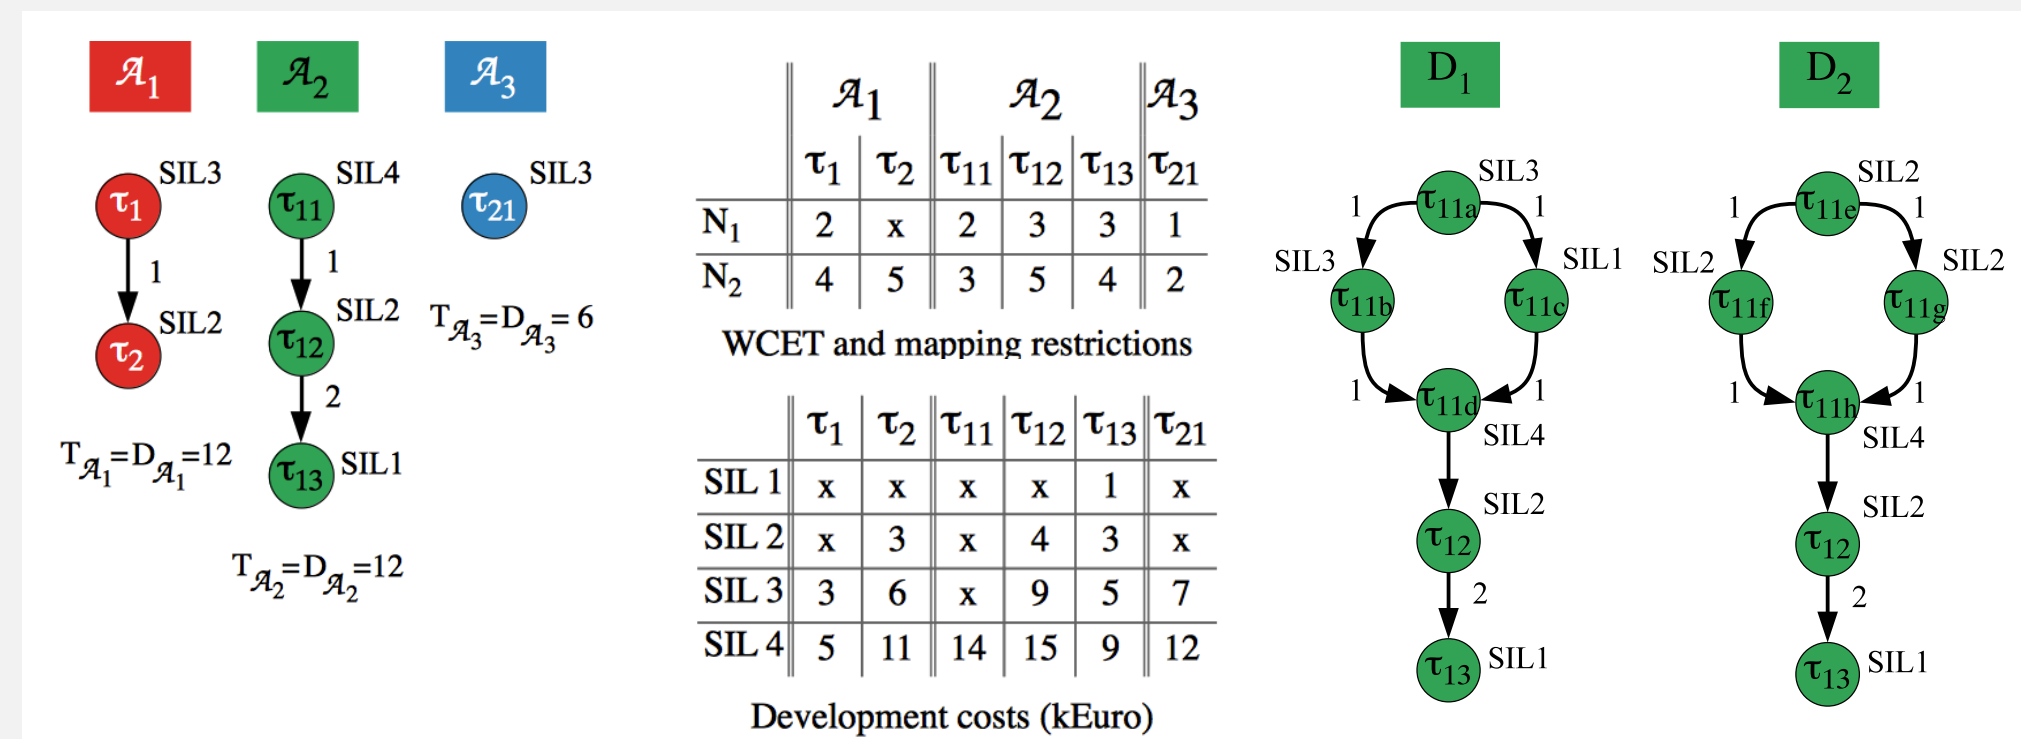 𝒜1 𝒜2 𝒜3
SIL3
τ1
1
SIL2
τ2
T𝒜1=D𝒜1=12
SIL4
τ11
1
SIL2
τ12
2
τ13 SIL1
T𝒜2=D𝒜2=12
SIL3
τ21
T𝒜3=D𝒜3= 6
𝒜1 𝒜2 𝒜3
τ1 τ2 τ11 τ12 τ13 τ21
N1 2 x 2 3 3 1
N2 4 5 3 5 4 2
WCET and mapping restrictions
τ1 τ2 τ11 τ12 τ13 τ21
SIL 1 x x x x 1 x
SIL 2 x 3 x 4 3 x
SIL 3 3 6 x 9 5 7
SIL 4 5 11 14 15 9 12
Development costs (kEuro)
D1
SIL3
1 τ11a 1
SIL3 SIL1
τ11b τ11c
1 τ11d 1
SIL4
SIL2
τ12
2
τ13 SIL1
D2
SIL2
1 τ11e 1
SIL2 SIL2
τ11f τ11g
1 τ11h 1
SIL4
SIL2
τ12
2
τ13 SIL1